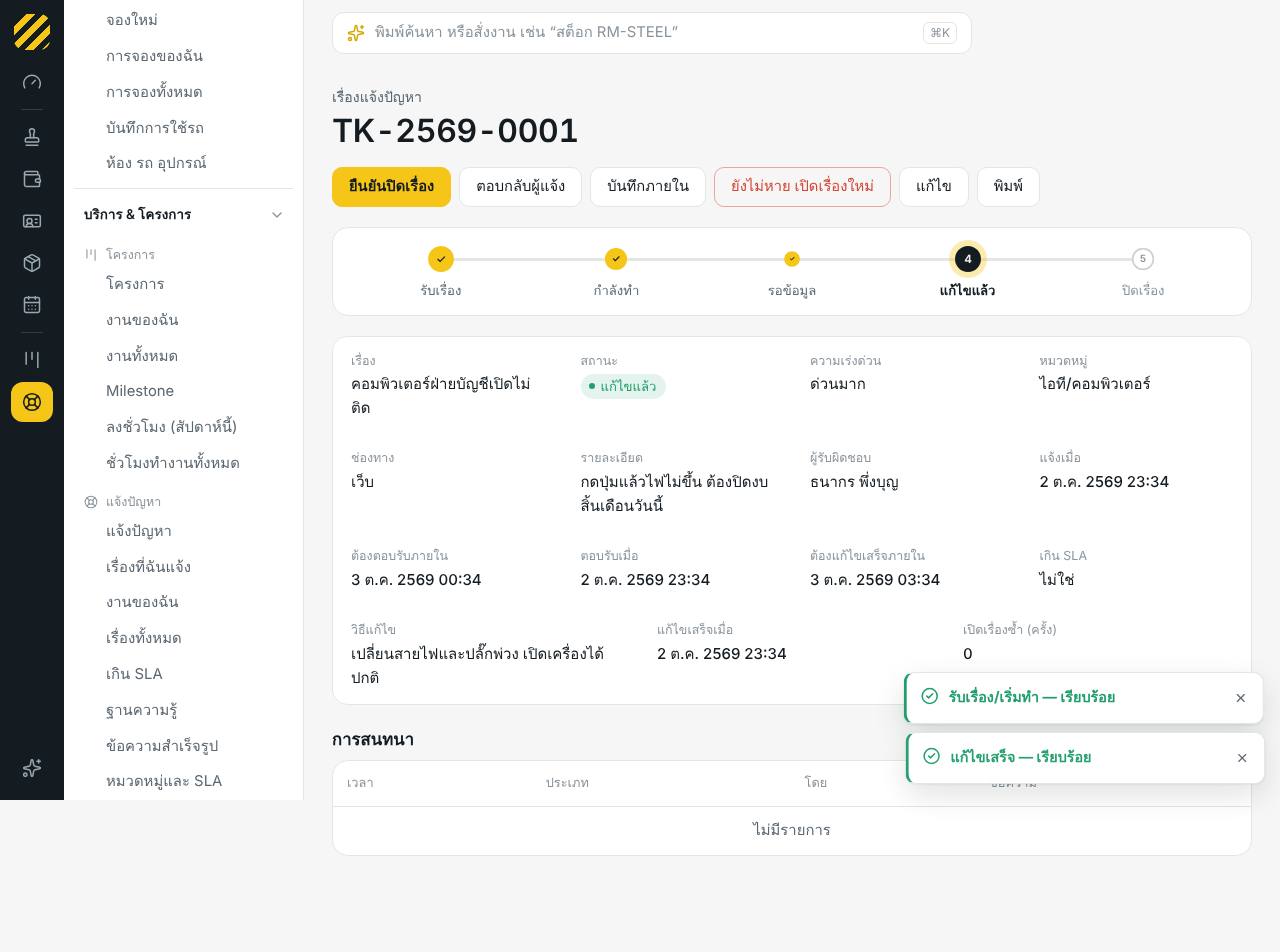 จองใหม่
การจองของฉัน
การจองทั้งหมด
บันทึกการใช้รถ
ห้อง รถ อุปกรณ์
บริการ & โครงการ
โครงการ
โครงการ
งานของฉัน
งานทั้งหมด
Milestone
ลงชั่วโมง (สัปดาห์นี้)
ชั่วโมงทำงานทั้งหมด
แจ้งปัญหา
แจ้งปัญหา
เรื่องที่ฉันแจ้ง
งานของฉัน
เรื่องทั้งหมด
เกิน SLA
ฐานความรู้
ข้อความสำเร็จรูป
หมวดหมู่และ SLA
พิมพ์ค้นหา หรือสั่งงาน เช่น “สต็อก RM-STEEL” ⌘K
เรื่องแจ้งปัญหา
TK-2569-0001
ยืนยันปิดเรื่อง ตอบกลับผู้แจ้ง บันทึกภายใน ยังไม่หาย เปิดเรื่องใหม่ แก้ไข พิมพ์
4 5
รับเรื่อง กำลังทำ รอข้อมูล แก้ไขแล้ว ปิดเรื่อง
เรื่อง สถานะ ความเร่งด่วน หมวดหมู่
คอมพิวเตอร์ฝ่ายบัญชีเปิดไม่ แก้ไขแล้ว ด่วนมาก ไอที/คอมพิวเตอร์
ติด
ช่องทาง รายละเอียด ผู้รับผิดชอบ แจ้งเมื่อ
เว็บ กดปุ่มแล้วไฟไม่ขึ้น ต้องปิดงบ ธนากร พึ่งบุญ 2 ต.ค. 2569 23:34
สิ้นเดือนวันนี้
ต้องตอบรับภายใน ตอบรับเมื่อ ต้องแก้ไขเสร็จภายใน เกิน SLA
3 ต.ค. 2569 00:34 2 ต.ค. 2569 23:34 3 ต.ค. 2569 03:34 ไม่ใช่
วิธีแก้ไข แก้ไขเสร็จเมื่อ เปิดเรื่องซ้ำ (ครั้ง)
เปลี่ยนสายไฟและปลั๊กพ่วง เปิดเครื่องได้ 2 ต.ค. 2569 23:34 0
ปกติ
รับเรื่อง/เริ่มทำ — เรียบร้อย
แก้ไขเสร็จ — เรียบร้อย
การสนทนา
เวลา ประเภท โดย ข้อความ
ไม่มีรายการ